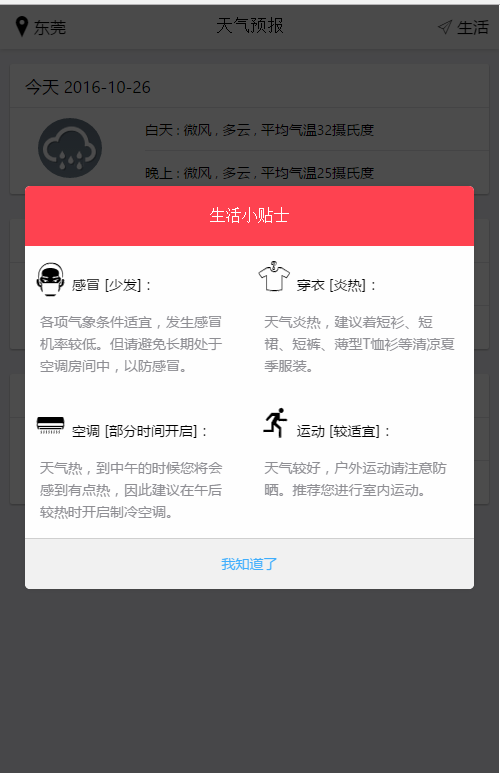 东莞
天气预报
生活
今天 2016-10-26
白天 : 微风 , 多云 , 平均气温32摄氏度
晚上 : 微风 , 多云 , 平均气温25摄氏度
生活小贴士
感冒 [少发]：
各项气象条件适宜，发生感冒
机率较低。但请避免长期处于
空调房间中，以防感冒。
穿衣 [炎热]：
天气炎热，建议着短衫、短
裙、短裤、薄型T恤衫等清凉夏
季服装。
空调 [部分时间开启]：
天气热，到中午的时候您将会
感到有点热，因此建议在午后
较热时开启制冷空调。
运动 [较适宜]：
天气较好，户外运动请注意防
晒。推荐您进行室内运动。
我知道了